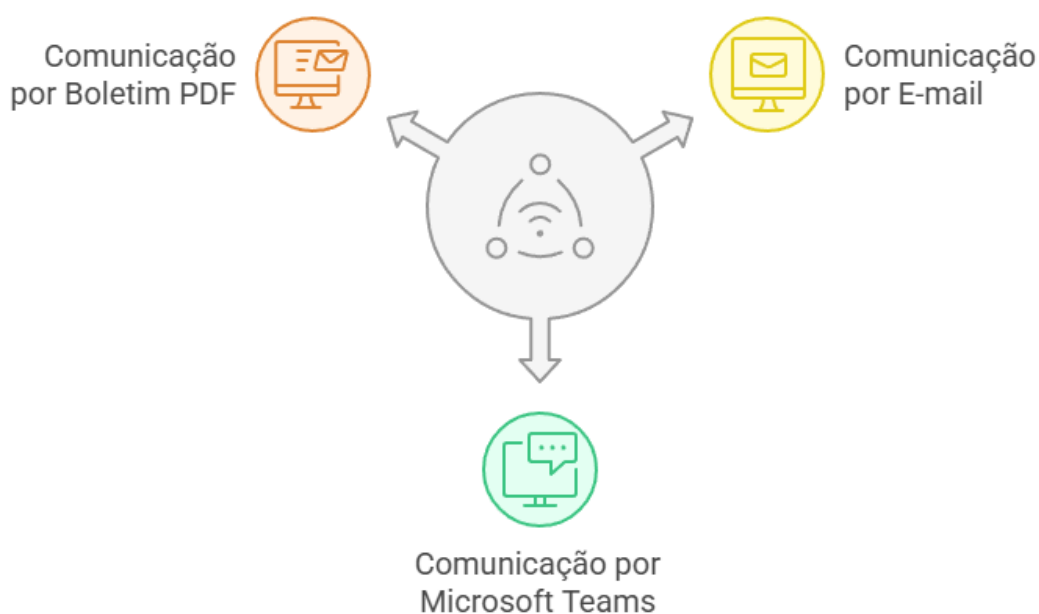 Comunicação
por Boletim PDF
Comunicação
por E-mail
Comunicação por
Microsoft Teams